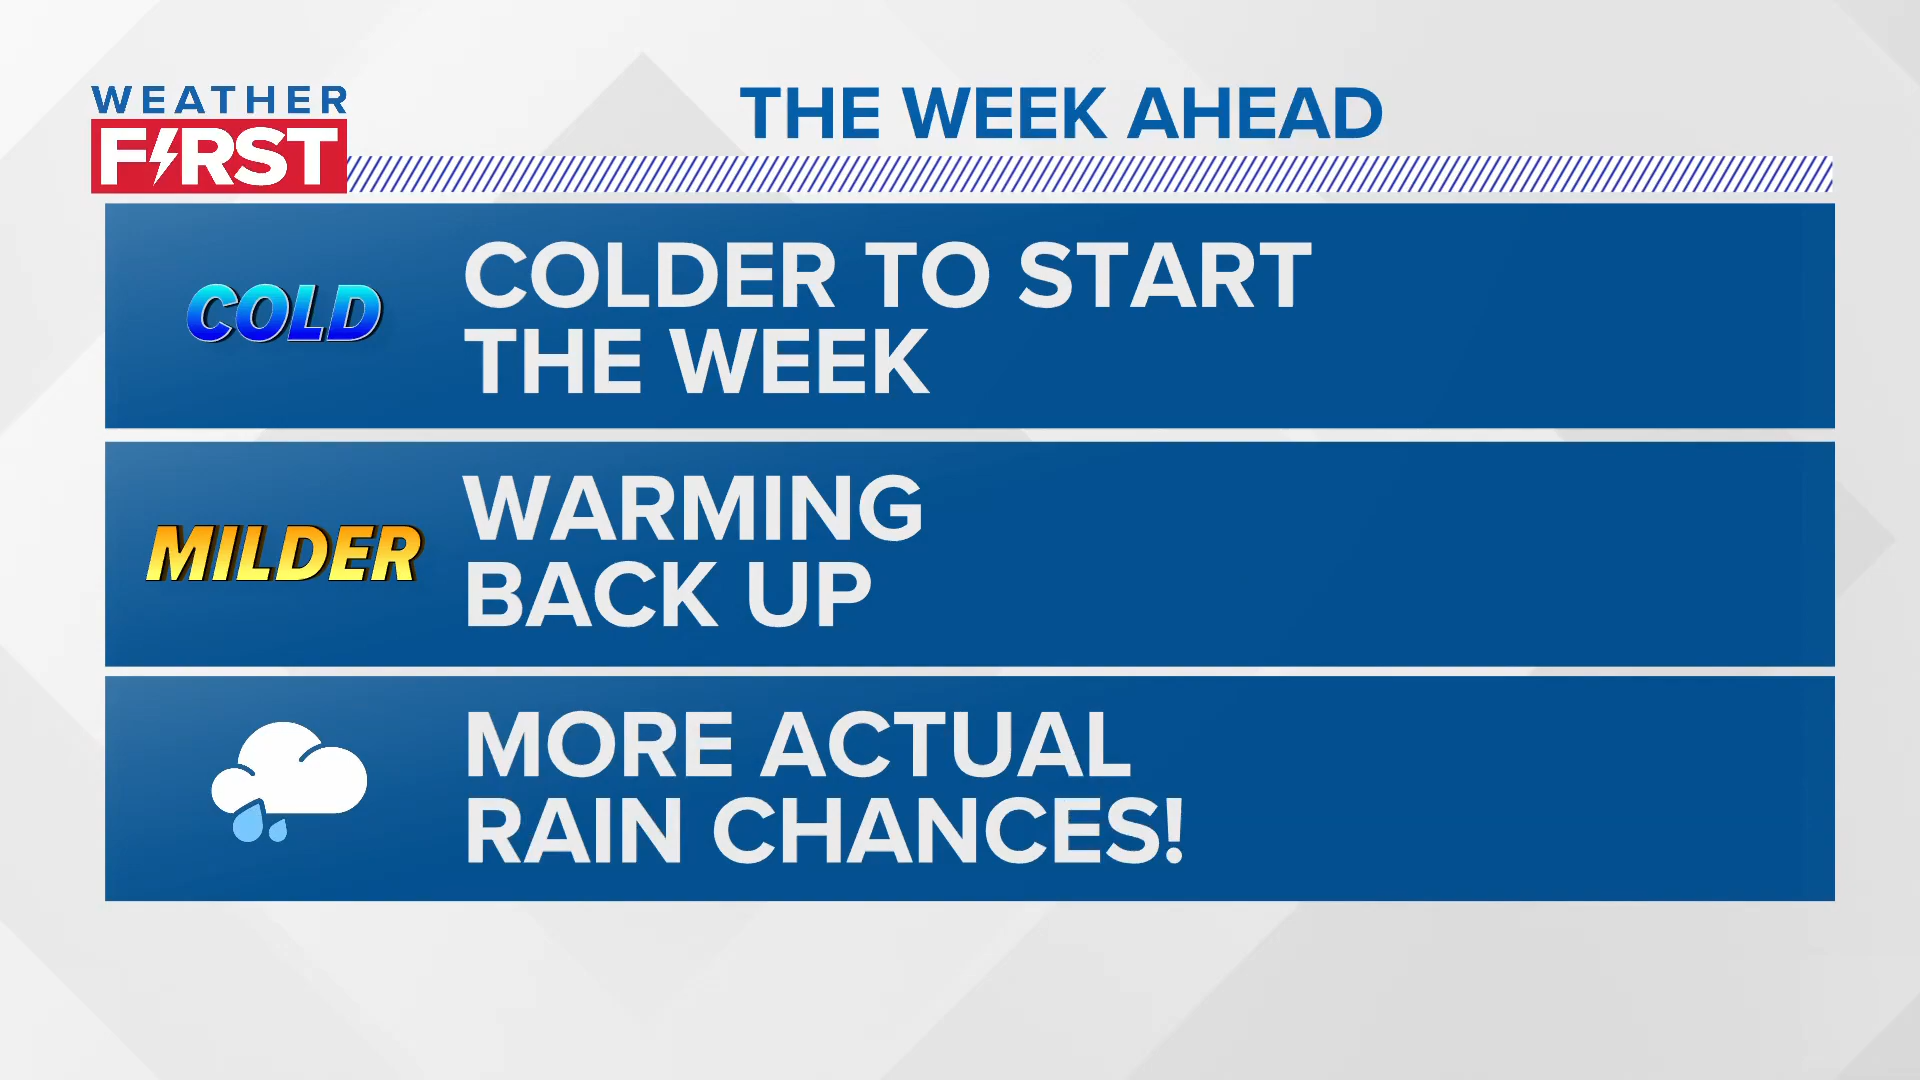 WEATHER
FIRST
THE WEEK AHEAD
COLD
COLDER TO START
THE WEEK
MILDER
WARMING
BACK UP
MORE ACTUAL
RAIN CHANCES!